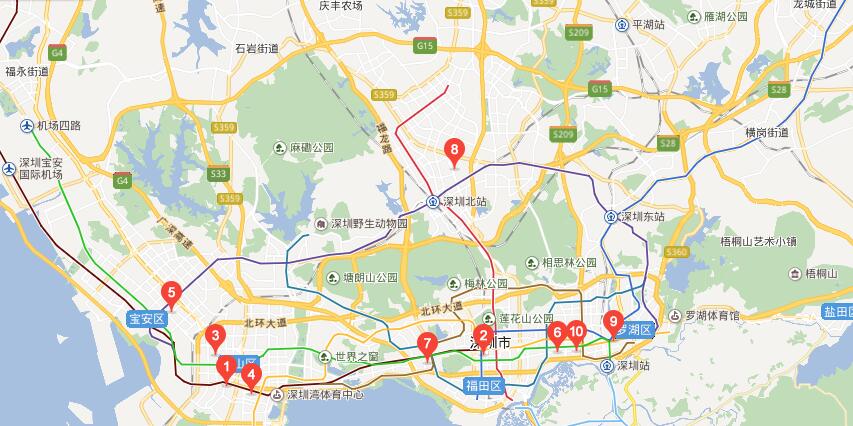 庆丰农场
龙城街道
S359
雁湖公园
平湖站
S209
石岩街道
G15
G4
福永街道
S359
G15
S28
机场四路
S359
福龙路
横岗街道
S209
麻磡公园
8
S28
深圳宝安
国际机场
S33
G4
深圳北站
深圳东站
深圳野生动物园
广深高速
梧桐山艺术小镇
S360
相思林公园
塘朗山公园
梅林公园
梧桐山
5
北环大道
宝安区
北环大道
莲花山公园
罗湖体育馆
盐田区
9
罗湖区
3
7
2
深圳市
6
10
世界之窗
山区
1
4
深圳站
福田区
深圳湾体育中心